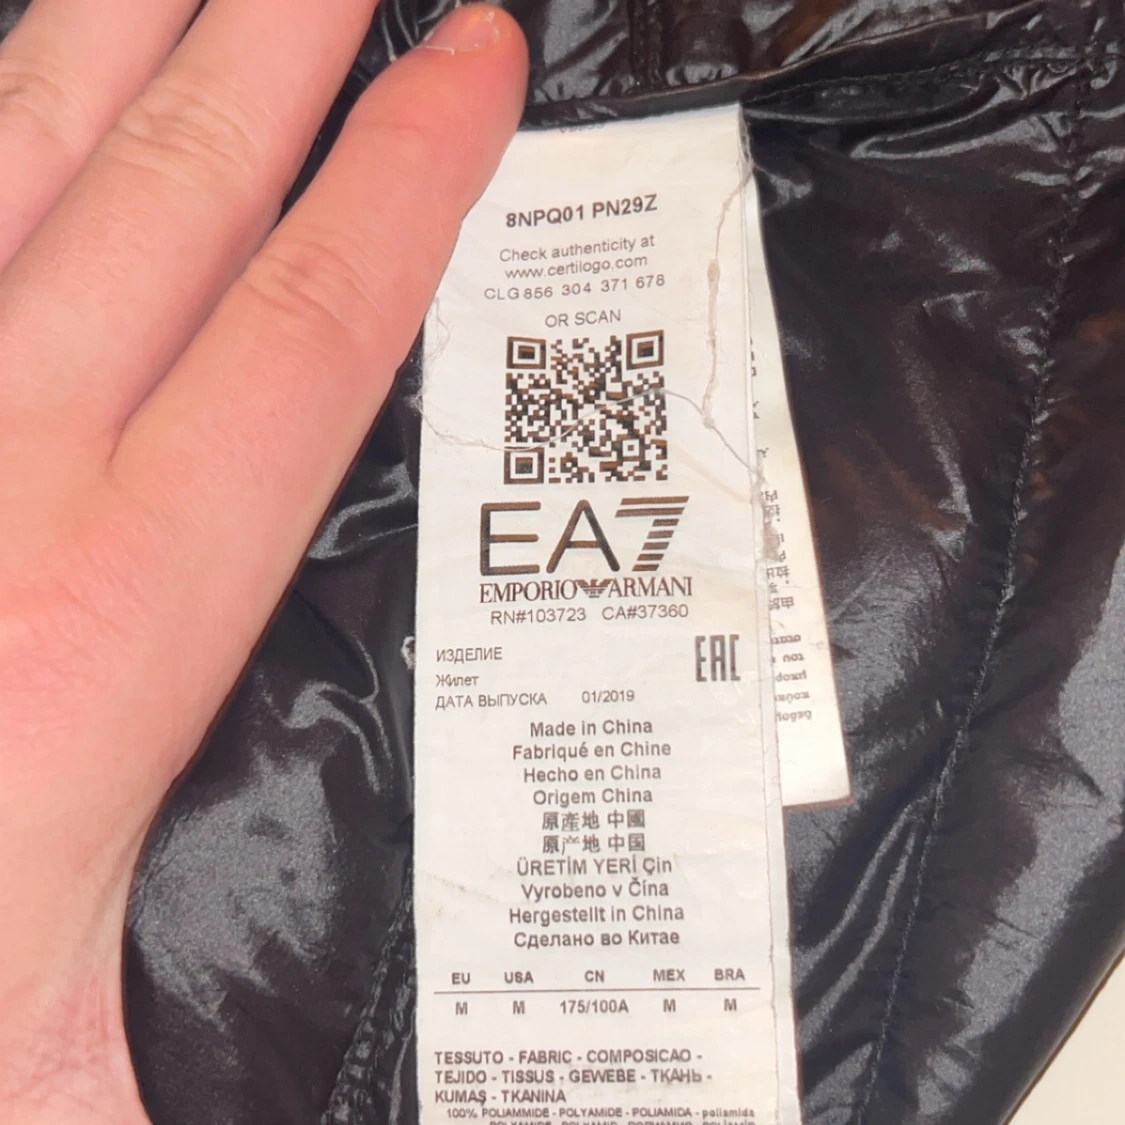 8NPQ01 PN29Z
Check authenticity at
www.certilogo.com
CLG 856 304 371 678
OR SCAN
EA7
EMPORIO ARMANI
RN#103723 CA#37360
EAC
ИЗДЕЛИЕ
Жилет
ДАТА ВЫПУСКА 01/2019
Made in China
Fabriqué en Chine
Hecho en China
Origem China
原產地 中國
原产地 中国
ÜRETİM YERİ Çin
Vyrobeno v Čína
Hergestellt in China
Сделано во Китае
EU USA CN MEX BRA
M M 175/100A M M
TESSUTO - FABRIC - COMPOSICAO -
TEJIDO - TISSUS - GEWEBE - ТКАНЬ -
KUMAŞ - TKANINA
100% POLIAMMIDE - POLYAMIDE - POLIAMIDA - poliamida